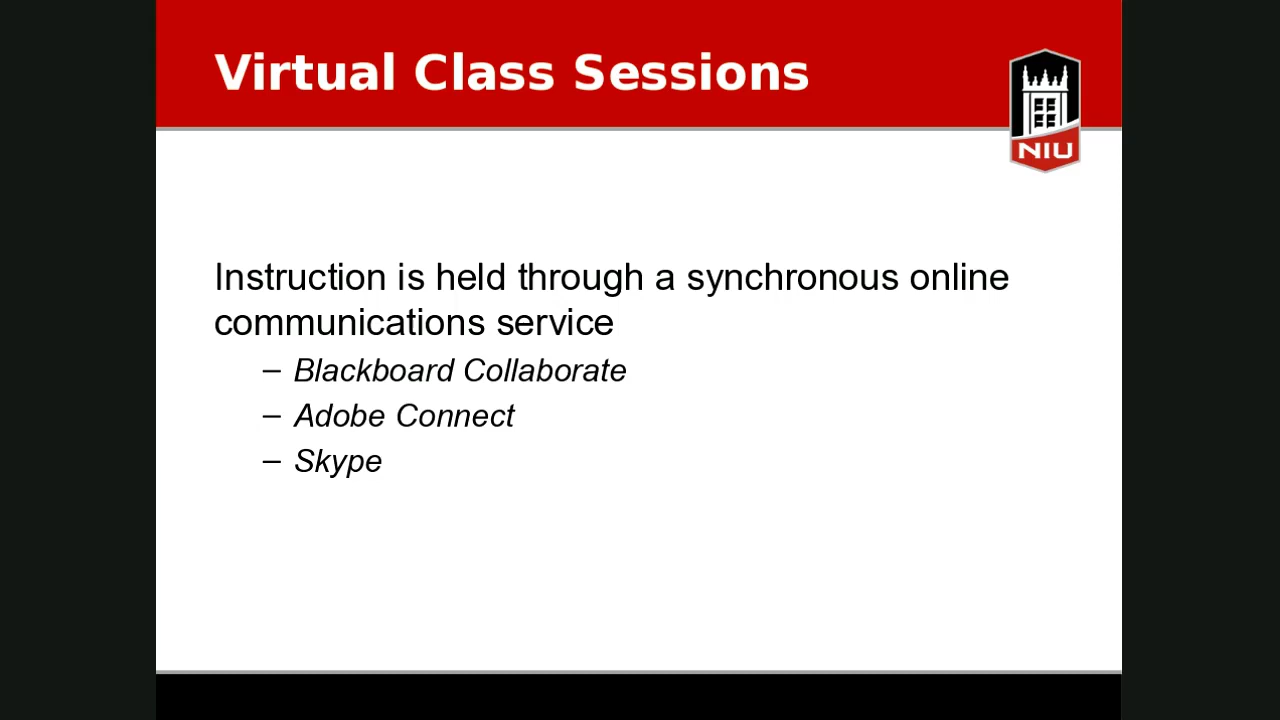 Virtual Class Sessions
NIU
Instruction is held through a synchronous online
communications service
– Blackboard Collaborate
– Adobe Connect
– Skype